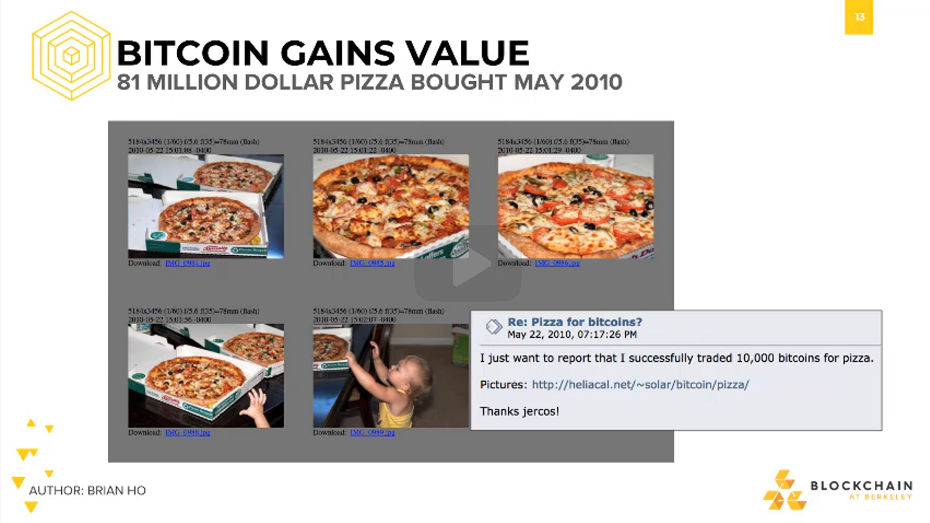 13
BITCOIN GAINS VALUE
81 MILLION DOLLAR PIZZA BOUGHT MAY 2010
5184x3456 (1/60) f/5.6 f(35)=78mm (flash)
2010-05-22 15:01:08 -0400
Download: IMG_0981.jpg
5184x3456 (1/60) f/5.6 f(35)=78mm (flash)
2010-05-22 15:01:22 -0400
Download: IMG_0985.jpg
5184x3456 (1/60) f/5.6 f(35)=78mm (flash)
2010-05-22 15:01:29 -0400
Download: IMG_0986.jpg
5184x3456 (1/60) f/5.6 f(35)=78mm (flash)
2010-05-22 15:01:56 -0400
Download: IMG_0988.jpg
5184x3456 (1/60) f/5.6 f(35)=78mm (flash)
2010-05-22 15:02:07 -0400
Download: IMG_0989.jpg
Re: Pizza for bitcoins?
May 22, 2010, 07:17:26 PM
I just want to report that I successfully traded 10,000 bitcoins for pizza.
Pictures: http://heliacal.net/~solar/bitcoin/pizza/
Thanks jercos!
AUTHOR: BRIAN HO
BLOCKCHAIN
AT BERKELEY